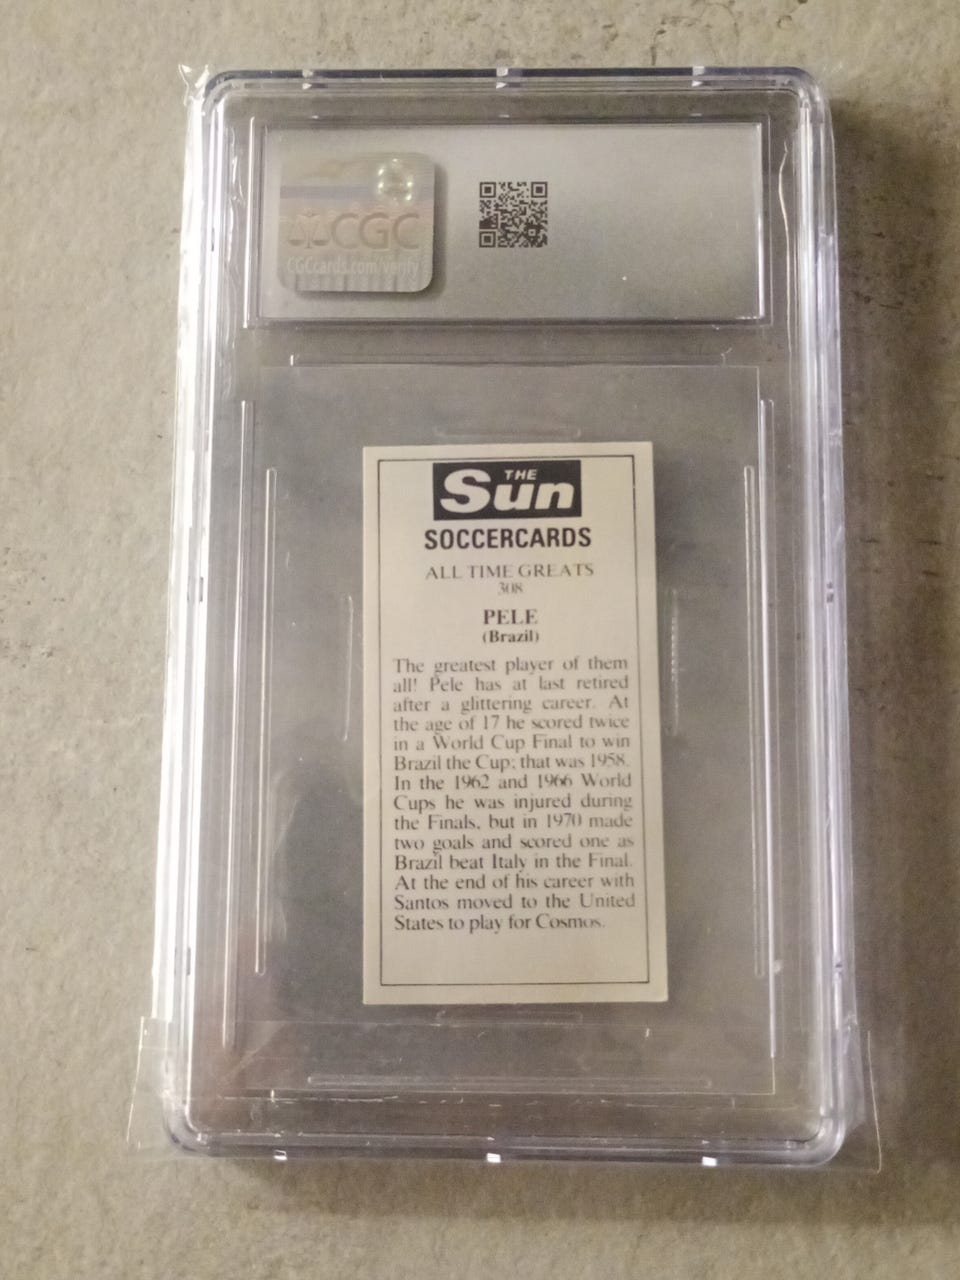 CGC
CGCcards.com/verify
THE
Sun
SOCCERCARDS
ALL TIME GREATS
308
PELE
(Brazil)
The greatest player of them
all! Pele has at last retired
after a glittering career. At
the age of 17 he scored twice
in a World Cup Final to win
Brazil the Cup; that was 1958.
In the 1962 and 1966 World
Cups he was injured during
the Finals, but in 1970 made
two goals and scored one as
Brazil beat Italy in the Final.
At the end of his career with
Santos moved to the United
States to play for Cosmos.